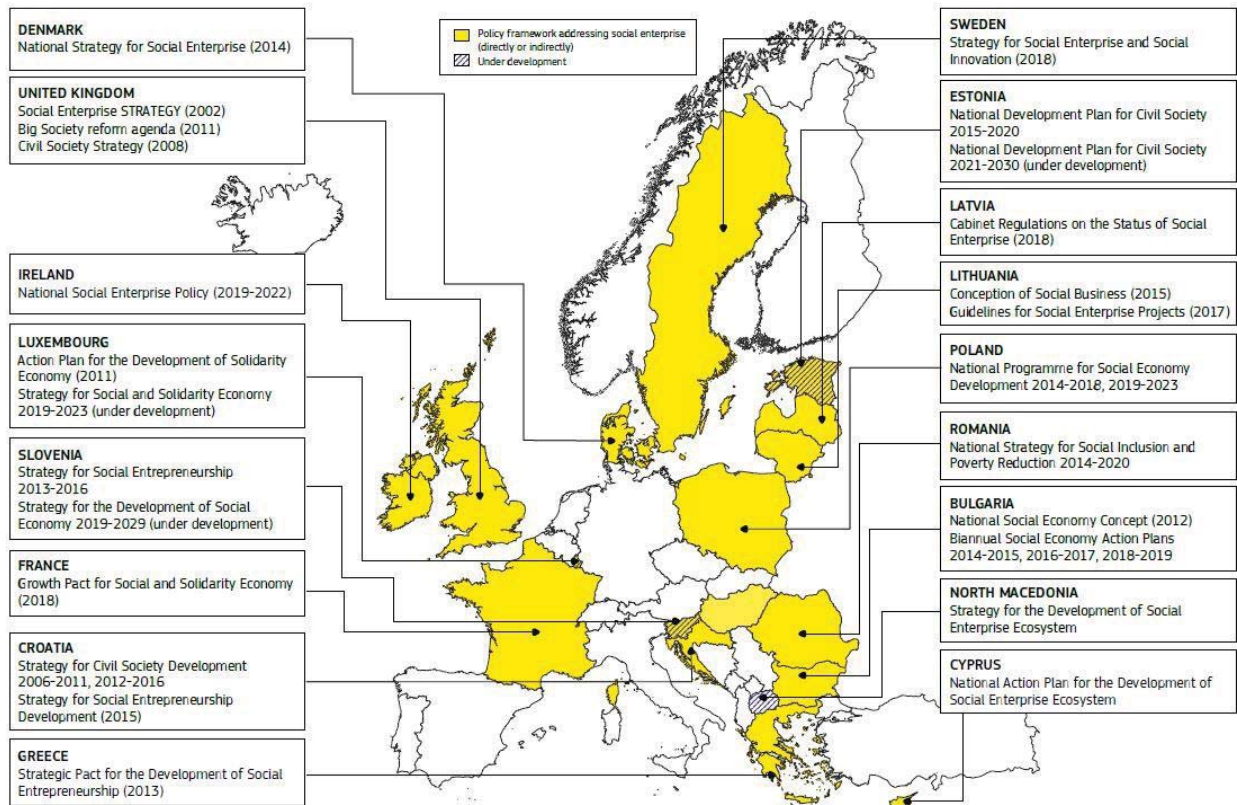 DENMARK
National Strategy for Social Enterprise (2014)
UNITED KINGDOM
Social Enterprise STRATEGY (2002)
Big Society reform agenda (2011)
Civil Society Strategy (2008)
IRELAND
National Social Enterprise Policy (2019-2022)
LUXEMBOURG
Action Plan for the Development of Solidarity
Economy (2011)
Strategy for Social and Solidarity Economy
2019-2023 (under development)
SLOVENIA
Strategy for Social Entrepreneurship
2013-2016
Strategy for the Development of Social
Economy 2019-2029 (under development)
FRANCE
Growth Pact for Social and Solidarity Economy
(2018)
CROATIA
Strategy for Civil Society Development
2006-2011, 2012-2016
Strategy for Social Entrepreneurship
Development (2015)
GREECE
Strategic Pact for the Development of Social
Entrepreneurship (2013)
Policy framework addressing social enterprise
(directly or indirectly)
Under development
SWEDEN
Strategy for Social Enterprise and Social
Innovation (2018)
ESTONIA
National Development Plan for Civil Society
2015-2020
National Development Plan for Civil Society
2021-2030 (under development)
LATVIA
Cabinet Regulations on the Status of Social
Enterprise (2018)
LITHUANIA
Conception of Social Business (2015)
Guidelines for Social Enterprise Projects (2017)
POLAND
National Programme for Social Economy
Development 2014-2018, 2019-2023
ROMANIA
National Strategy for Social Inclusion and
Poverty Reduction 2014-2020
BULGARIA
National Social Economy Concept (2012)
Biannual Social Economy Action Plans
2014-2015, 2016-2017, 2018-2019
NORTH MACEDONIA
Strategy for the Development of Social
Enterprise Ecosystem
CYPRUS
National Action Plan for the Development of
Social Enterprise Ecosystem